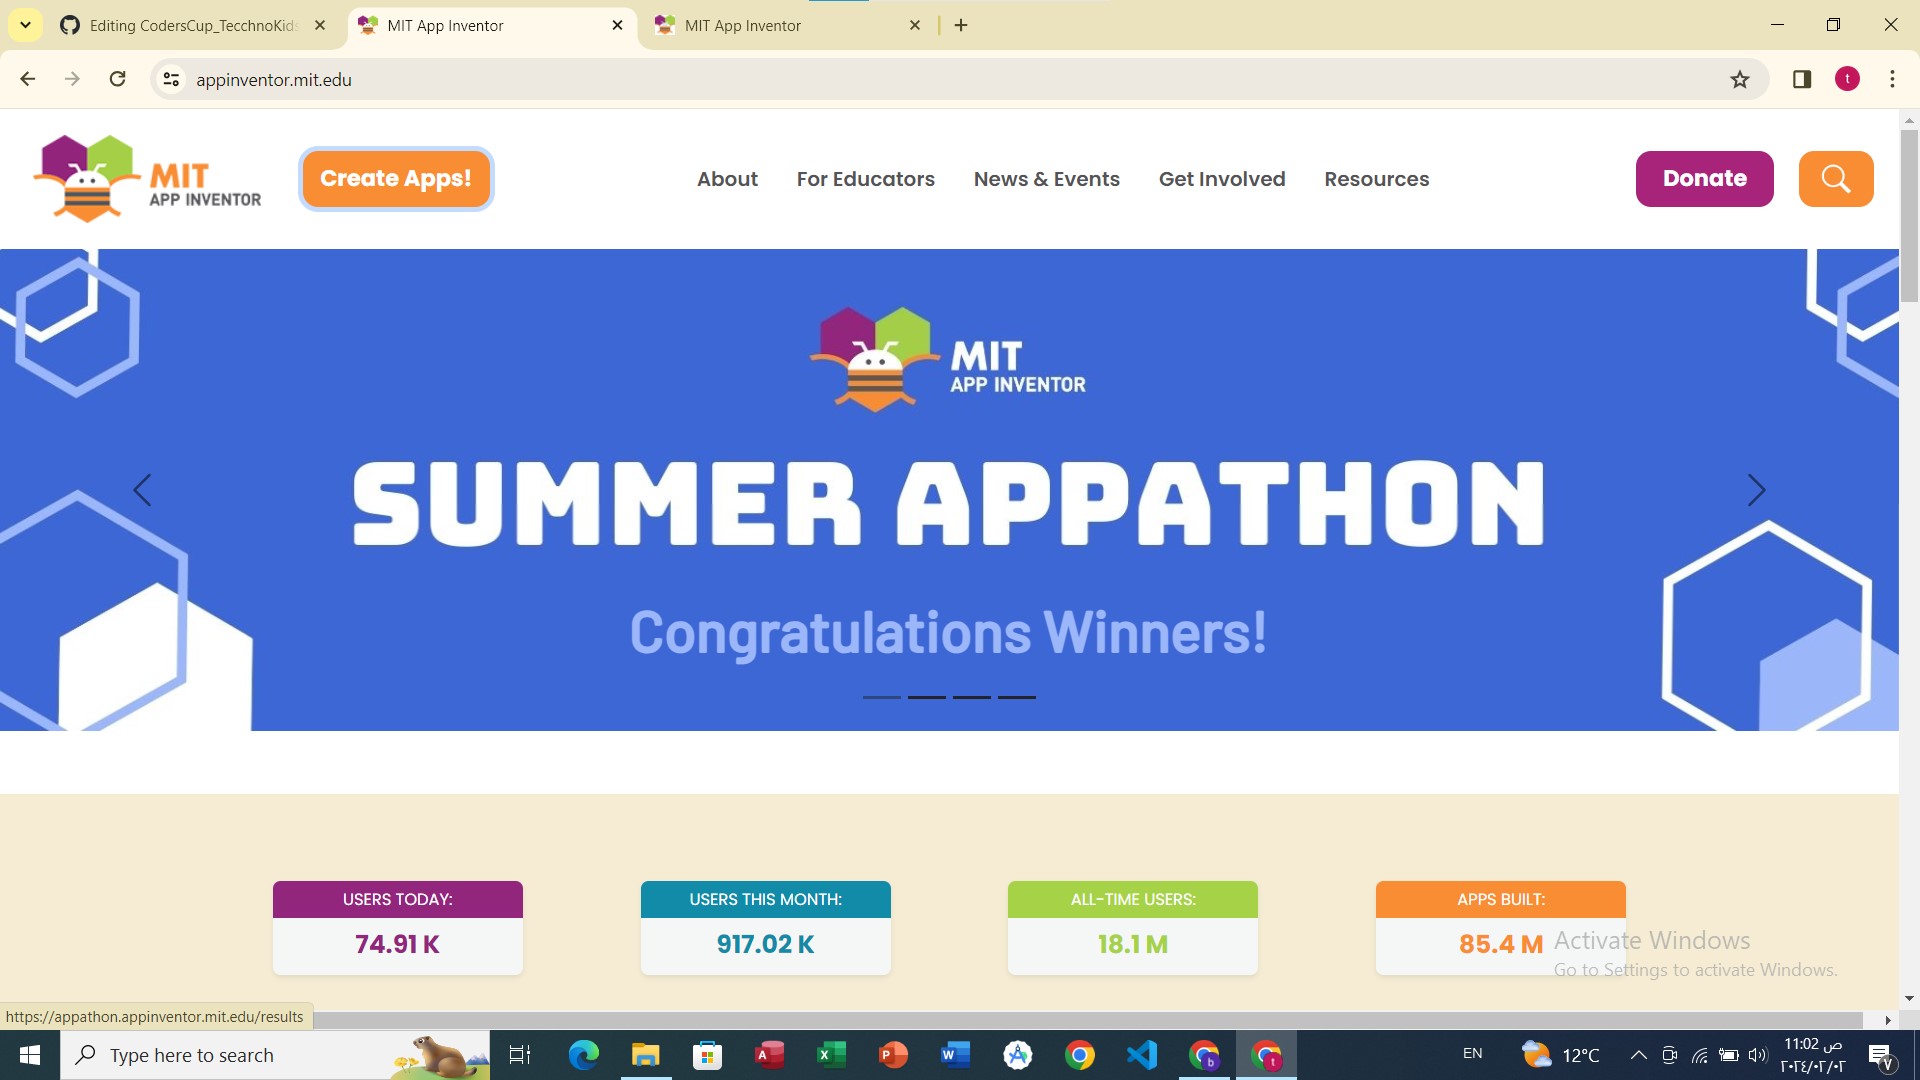 Editing CodersCup_TecchnoKids
MIT App Inventor
MIT App Inventor
appinventor.mit.edu
t
MIT
APP INVENTOR
Create Apps!
About
For Educators
News & Events
Get Involved
Resources
Donate
MIT
APP INVENTOR
SUMMER APPATHON
Congratulations Winners!
USERS TODAY:
74.91 K
USERS THIS MONTH:
917.02 K
ALL-TIME USERS:
18.1 M
APPS BUILT:
85.4 M
Activate Windows
Go to Settings to activate Windows.
https://appathon.appinventor.mit.edu/results
Type here to search
EN
12°C
11:02 ص
٢٠٢٤/٠٢/٠٢